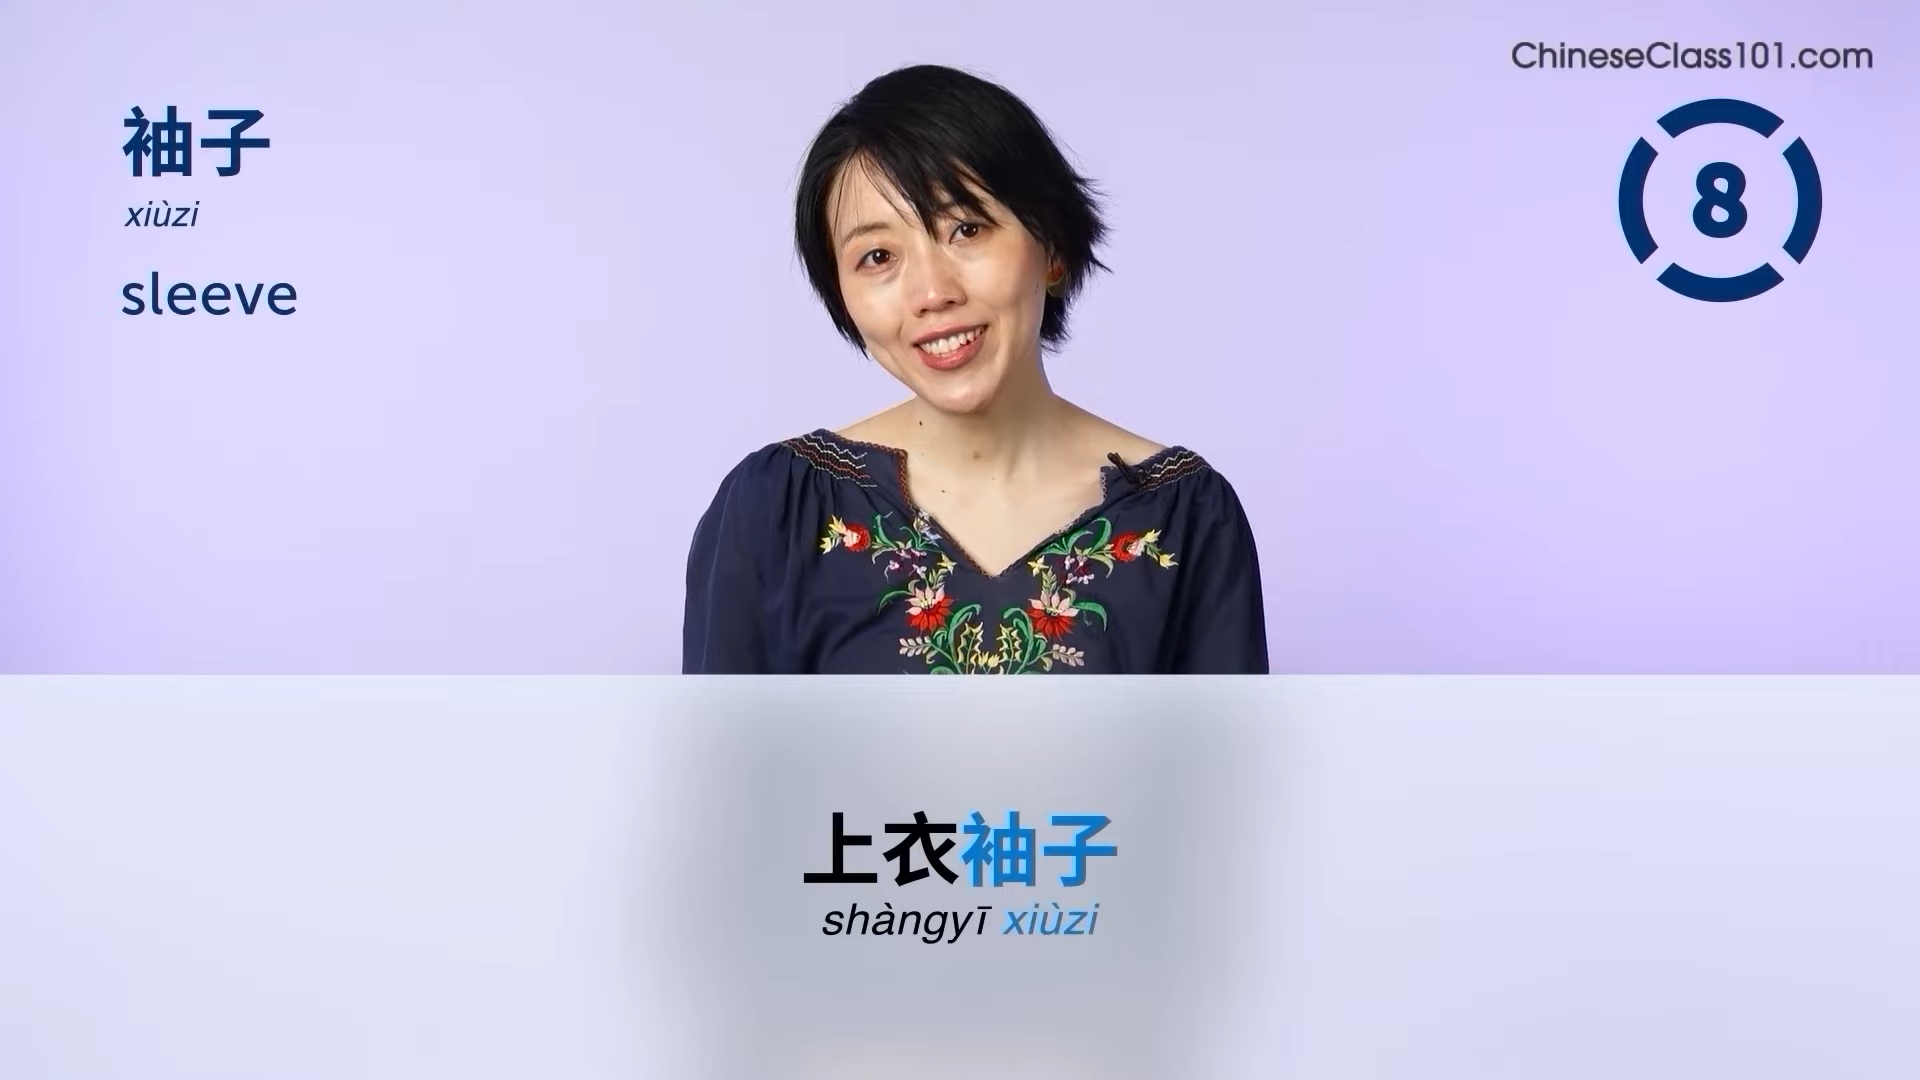 ChineseClass101.com
袖子
xiùzi
sleeve
8
上衣袖子
shàngyī xiùzi